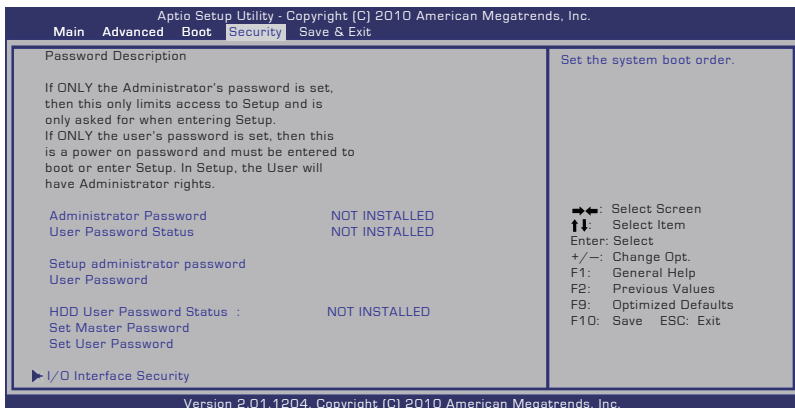 Aptio Setup Utility - Copyright (C) 2010 American Megatrends, Inc.
Main Advanced Boot Security Save & Exit
Password Description
If ONLY the Administrator's password is set,
then this only limits access to Setup and is
only asked for when entering Setup.
If ONLY the user's password is set, then this
is a power on password and must be entered to
boot or enter Setup. In Setup, the User will
have Administrator rights.
Administrator Password NOT INSTALLED
User Password Status NOT INSTALLED
Setup administrator password
User Password
HDD User Password Status : NOT INSTALLED
Set Master Password
Set User Password
I/O Interface Security
Set the system boot order.
→←: Select Screen
↑↓: Select Item
Enter: Select
+/—: Change Opt.
F1: General Help
F2: Previous Values
F9: Optimized Defaults
F10: Save ESC: Exit
Version 2.01.1204. Copyright (C) 2010 American Megatrends, Inc.